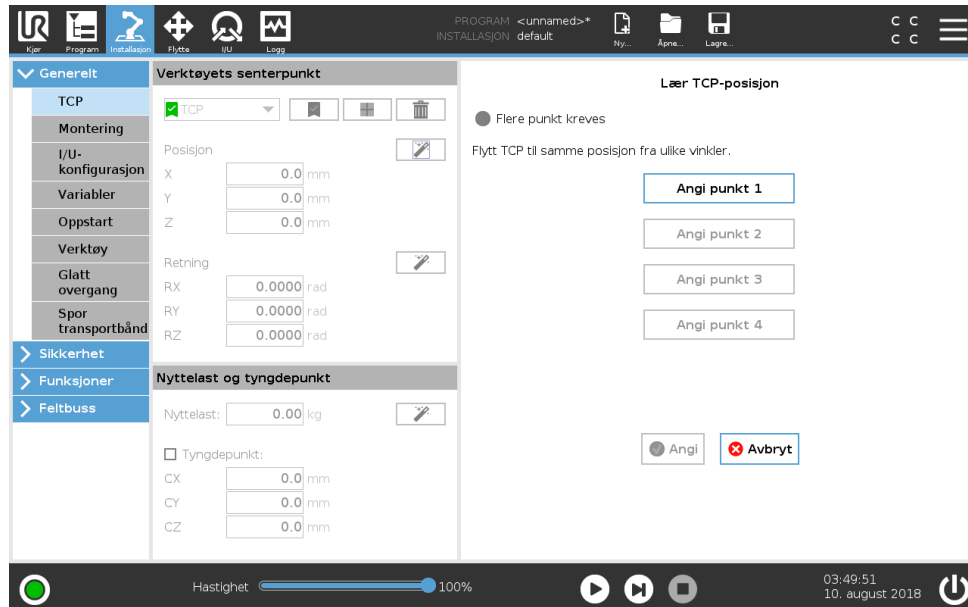 UR
Kjør
Program
Installasjon
Flytte
I/U
Logg
PROGRAM <unnamed>*
INSTALLASJON default
Ny...
Åpne...
Lagre...
C C
C C
Generelt
TCP
Montering
I/U-
konfigurasjon
Variabler
Oppstart
Verktøy
Glatt
overgang
Spor
transportbånd
Sikkerhet
Funksjoner
Feltbuss
Verktøyets senterpunkt
TCP
Posisjon
X 0.0 mm
Y 0.0 mm
Z 0.0 mm
Retning
RX 0.0000 rad
RY 0.0000 rad
RZ 0.0000 rad
Nyttelast og tyngdepunkt
Nyttelast: 0.00 kg
Tyngdepunkt:
CX 0.0 mm
CY 0.0 mm
CZ 0.0 mm
Lær TCP-posisjon
Flere punkt kreves
Flytt TCP til samme posisjon fra ulike vinkler.
Angi punkt 1
Angi punkt 2
Angi punkt 3
Angi punkt 4
Angi
Avbryt
Hastighet 100%
03:49:51
10. august 2018